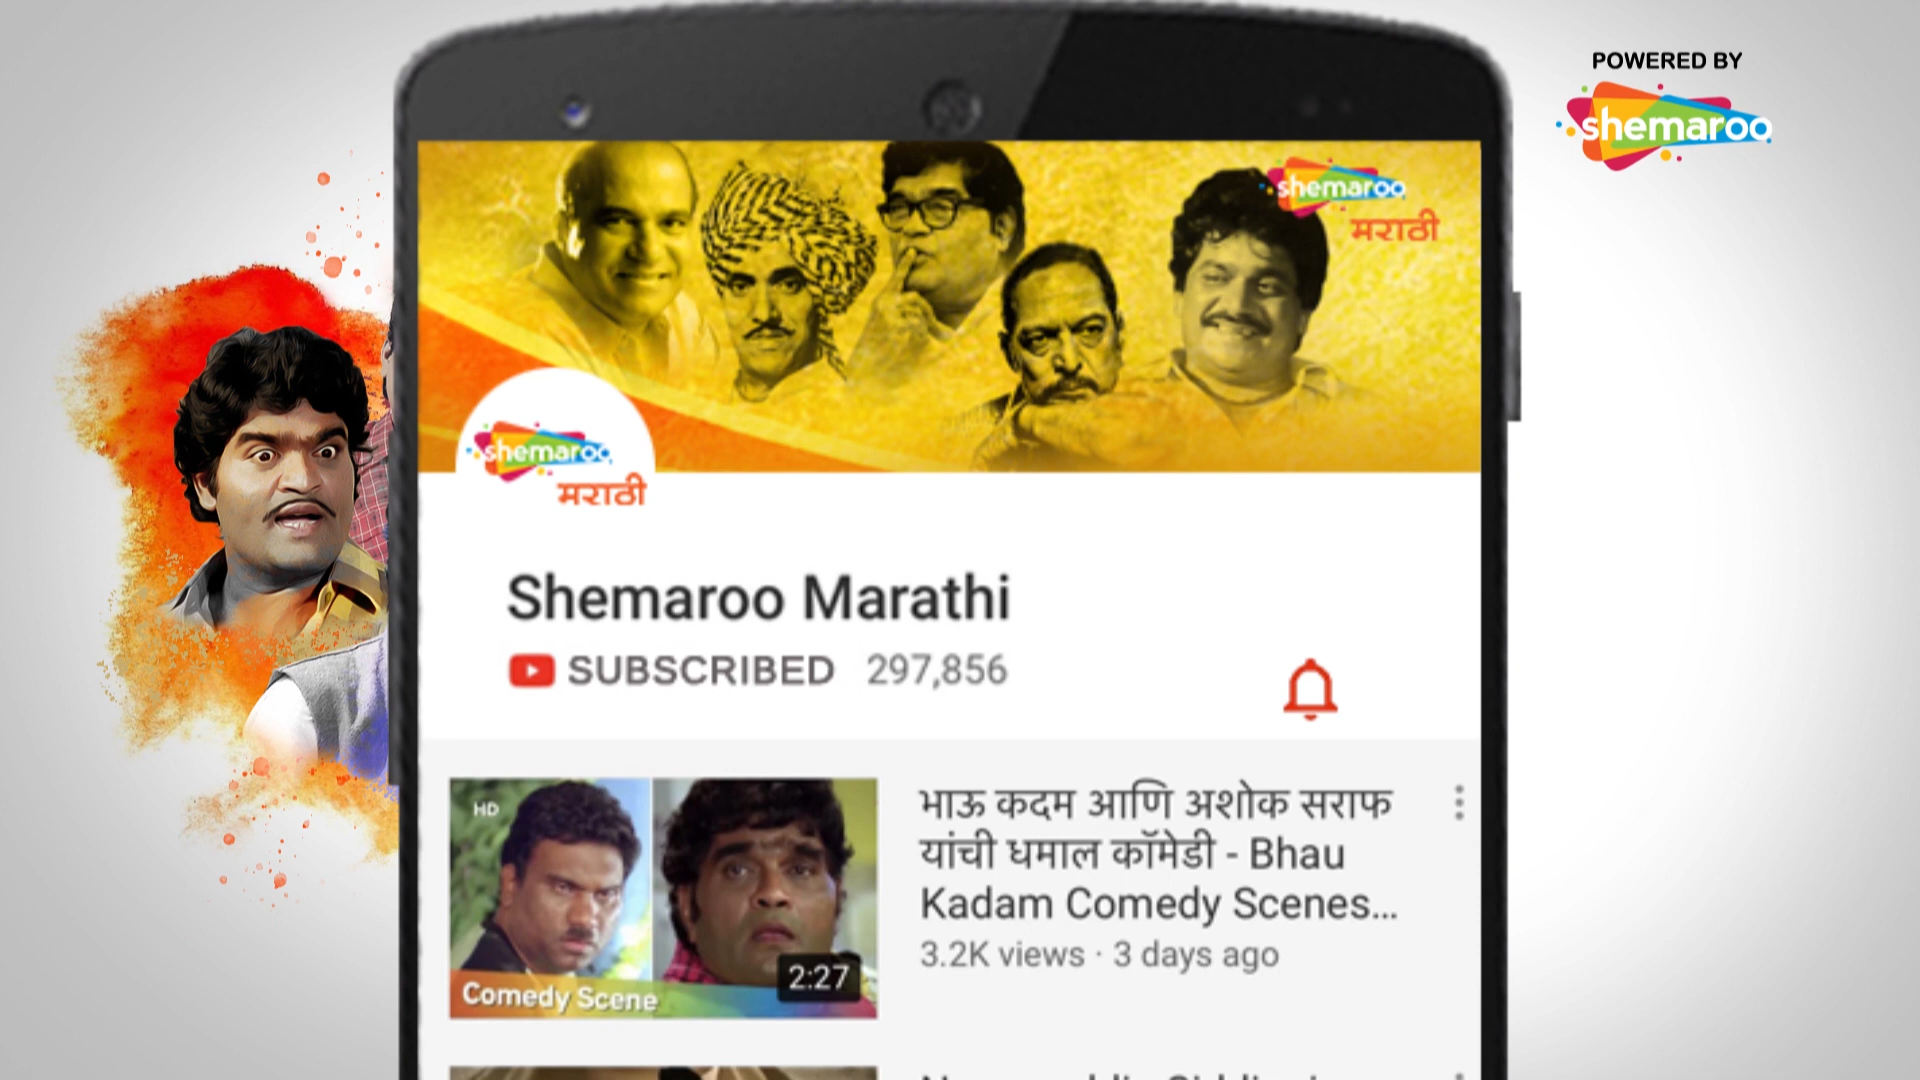 POWERED BY
shemaroo
shemaroo
मराठी
shemaroo
मराठी
Shemaroo Marathi
SUBSCRIBED 297,856
HD
Comedy Scene
2:27
भाऊ कदम आणि अशोक सराफ
यांची धमाल कॉमेडी - Bhau
Kadam Comedy Scenes...
3.2K views · 3 days ago